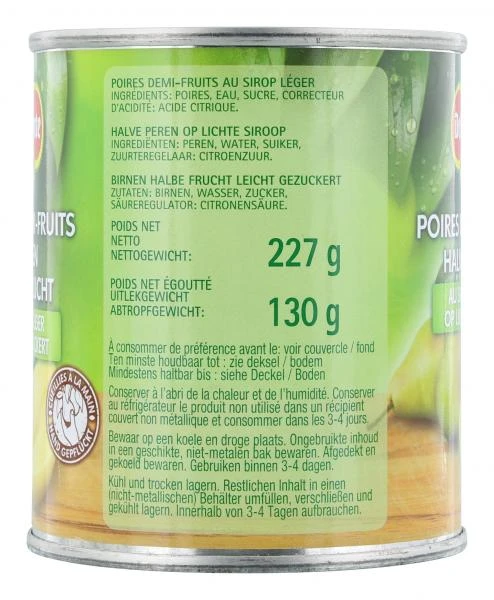 POIRES DEMI-FRUITS AU SIROP LÉGER
INGRÉDIENTS: POIRES, EAU, SUCRE, CORRECTEUR
D'ACIDITÉ: ACIDE CITRIQUE.
HALVE PEREN OP LICHTE SIROOP
INGREDIËNTEN: PEREN, WATER, SUIKER,
ZUURTEREGELAAR: CITROENZUUR.
BIRNEN HALBE FRUCHT LEICHT GEZUCKERT
ZUTATEN: BIRNEN, WASSER, ZUCKER,
SÄUREREGULATOR: CITRONENSÄURE.
POIDS NET
NETTO
NETTOGEWICHT:
227 g
POIDS NET ÉGOUTTÉ
UITLEKGEWICHT
ABTROPFGEWICHT:
130 g
À consommer de préférence avant le: voir couvercle / fond
Ten minste houdbaar tot : zie deksel / bodem
Mindestens haltbar bis : siehe Deckel / Boden
Conserver à l'abri de la chaleur et de l'humidité. Conserver
au réfrigérateur le produit non utilisé dans un récipient
couvert non métallique et consommer dans les 3-4 jours.
Bewaar op een koele en droge plaats. Ongebruikte inhoud
in een geschikte, niet-metalen bak bewaren. Afgedekt en
gekoeld bewaren. Gebruiken binnen 3-4 dagen.
Kühl und trocken lagern. Restlichen Inhalt in einen
(nicht-metallischen) Behälter umfüllen, verschließen und
gekühlt lagern. Innerhalb von 3-4 Tagen aufbrauchen.
-FRUITS
CUEILLIES À LA MAIN
HAND GEPFLÜCKT
POIRES
HAL
AU
OP L